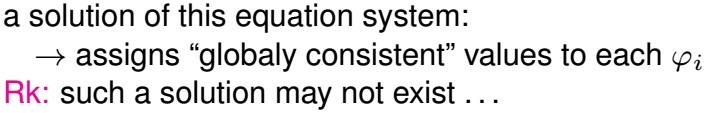 a solution of this equation system:
→ assigns “globaly consistent” values to each φᵢ
Rk: such a solution may not exist . . .